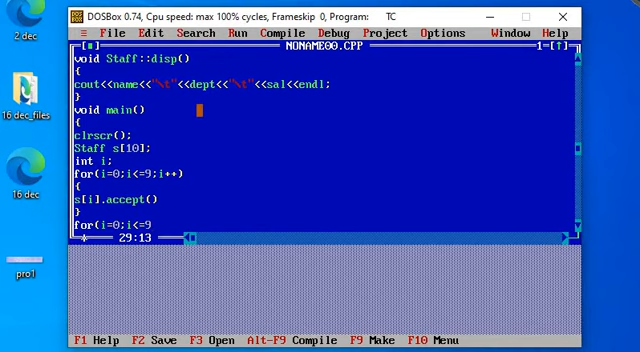 DOSBox 0.74, Cpu speed: max 100% cycles, Frameskip 0, Program: TC
DOS
BOX
≡ File Edit Search Run Compile Debug Project Options Window Help
[■] NONAME00.CPP 1=[↑]
void Staff::disp()
{
cout<<name<<"\t"<<dept<<"\t"<<sal<<endl;
}
void main()
{
clrscr();
Staff s[10];
int i;
for(i=0;i<=9;i++)
{
s[i].accept()
}
for(i=0;i<=9
* 29:13
F1 Help F2 Save F3 Open Alt-F9 Compile F9 Make F10 Menu
2 dec
16 dec_files
16 dec
pro1